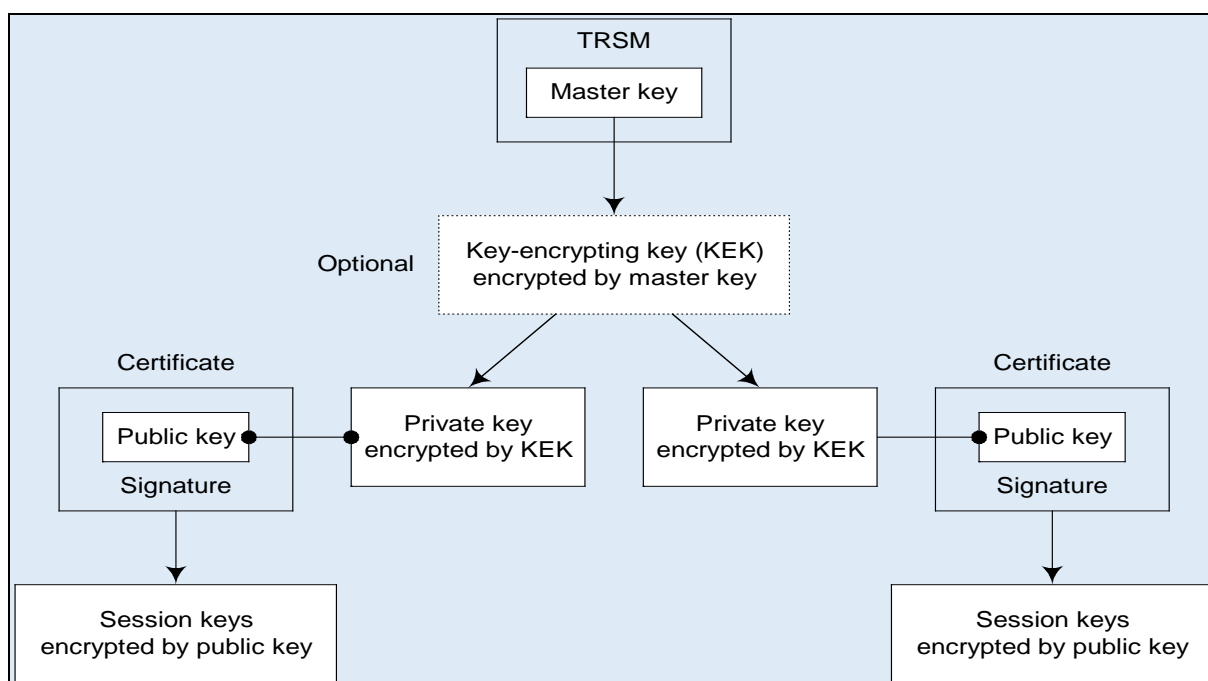 TRSM
Master key
Optional
Key-encrypting key (KEK)
encrypted by master key
Certificate
Public key
Signature
Private key
encrypted by KEK
Private key
encrypted by KEK
Certificate
Public key
Signature
Session keys
encrypted by public key
Session keys
encrypted by public key